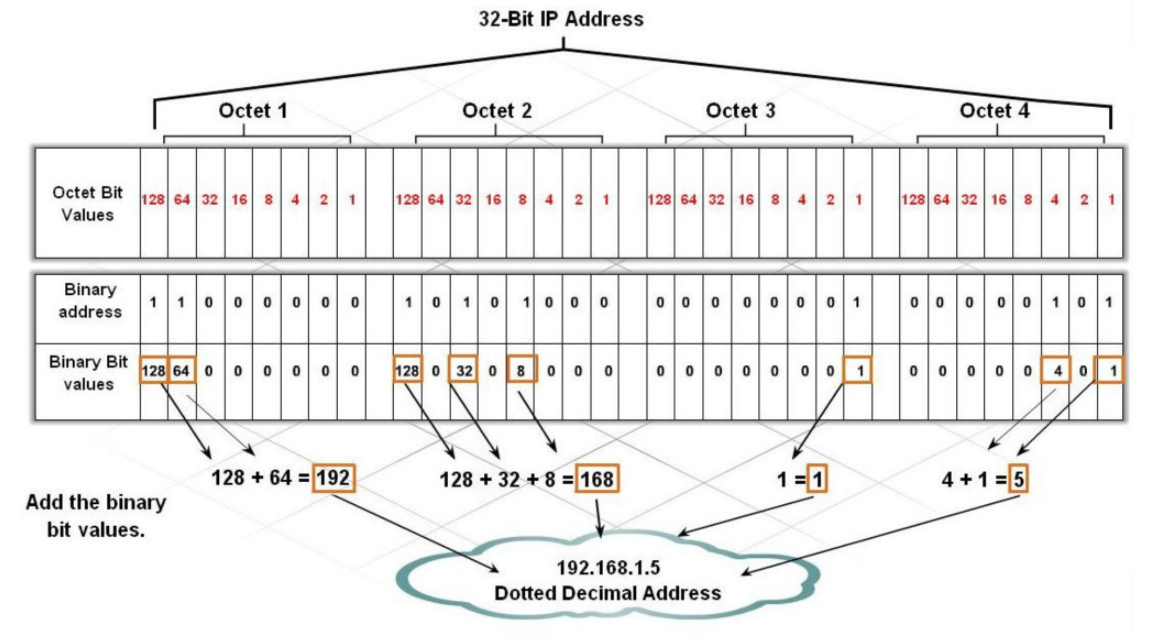 32-Bit IP Address
Octet 1 Octet 2 Octet 3 Octet 4
Octet Bit
Values
128 64 32 16 8 4 2 1 128 64 32 16 8 4 2 1 128 64 32 16 8 4 2 1 128 64 32 16 8 4 2 1
Binary
address
1 1 0 0 0 0 0 0 1 0 1 0 1 0 0 0 0 0 0 0 0 0 0 1 0 0 0 0 0 1 0 1
Binary Bit
values
128 64 0 0 0 0 0 0 128 0 32 0 8 0 0 0 0 0 0 0 0 0 0 1 0 0 0 0 0 4 0 1
128 + 64 = 192 128 + 32 + 8 = 168 1 = 1 4 + 1 = 5
Add the binary
bit values.
192.168.1.5
Dotted Decimal Address